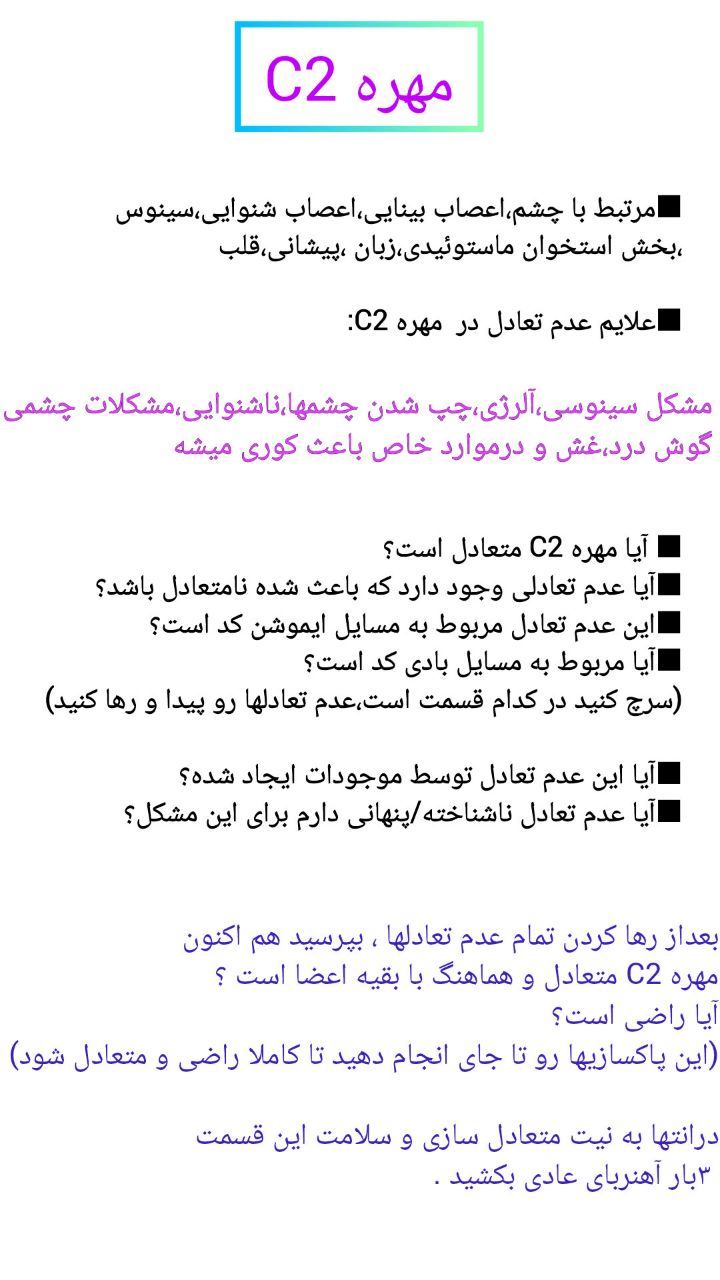 مهره C2
■مرتبط با چشم،اعصاب بینایی،اعصاب شنوایی،سینوس
،بخش استخوان ماستوئیدی،زبان ،پیشانی،قلب
■علایم عدم تعادل در مهره C2:
مشکل سینوسی،آلرژی،چپ شدن چشمها،ناشنوایی،مشکلات چشمی
گوش درد،غش و درموارد خاص باعث کوری میشه
■ آیا مهره C2 متعادل است؟
■آیا عدم تعادلی وجود دارد که باعث شده نامتعادل باشد؟
■این عدم تعادل مربوط به مسایل ایموشن کد است؟
■آیا مربوط به مسایل بادی کد است؟
(سرچ کنید در کدام قسمت است،عدم تعادلها رو پیدا و رها کنید)
■آیا این عدم تعادل توسط موجودات ایجاد شده؟
■آیا عدم تعادل ناشناخته/پنهانی دارم برای این مشکل؟
بعداز رها کردن تمام عدم تعادلها ، بپرسید هم اکنون
مهره C2 متعادل و هماهنگ با بقیه اعضا است ؟
آیا راضی است؟
(این پاکسازیها رو تا جای انجام دهید تا کاملا راضی و متعادل شود)
درانتها به نیت متعادل سازی و سلامت این قسمت
۳بار آهنربای عادی بکشید .